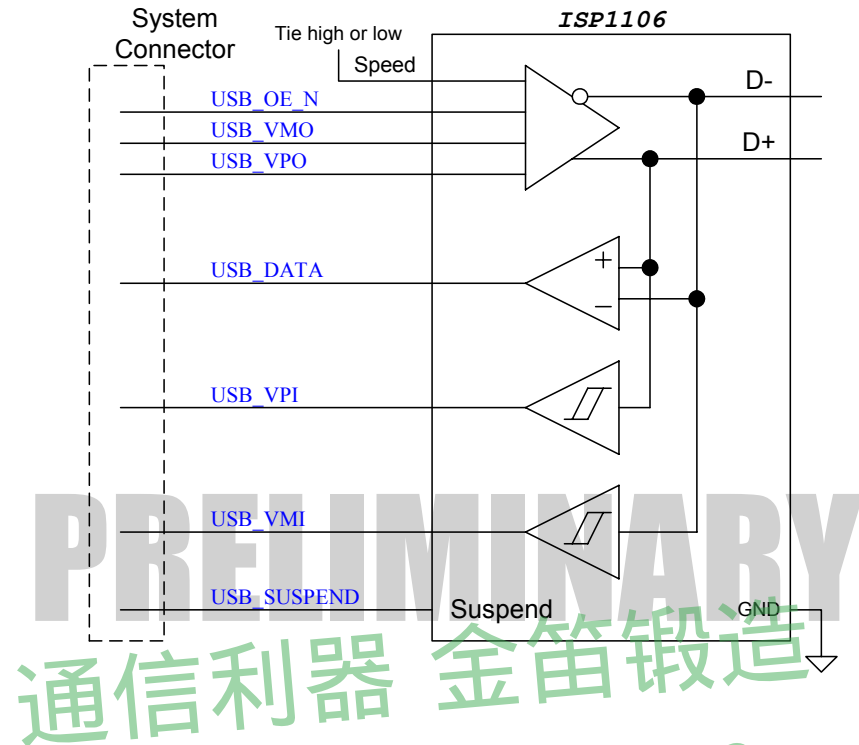 System
Connector
Tie high or low
Speed
ISP1106
USB_OE_N
USB_VMO
USB_VPO
D-
D+
USB_DATA
+
−
USB_VPI
USB_VMI
USB_SUSPEND
Suspend
GND
PRELIMINARY
通信利器 金笛锻造